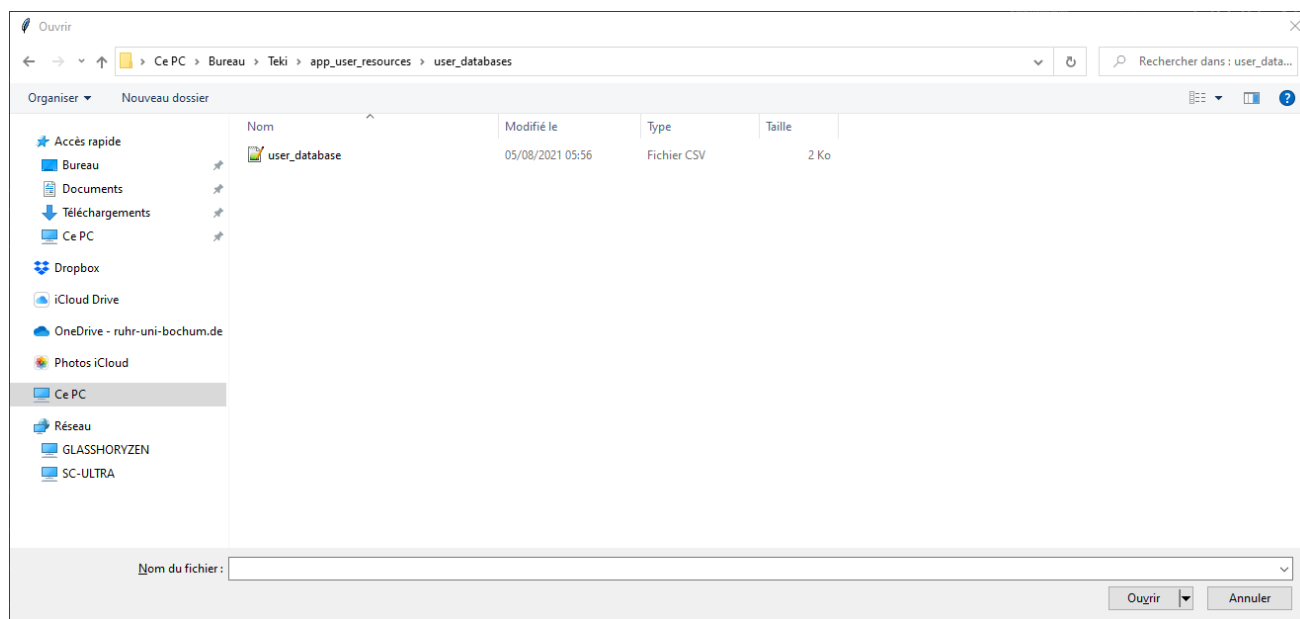 Ouvrir
Ce PC > Bureau > Teki > app_user_resources > user_databases
Rechercher dans : user_data...
Organiser
Nouveau dossier
Accès rapide
Bureau
Documents
Téléchargements
Ce PC
Dropbox
iCloud Drive
OneDrive - ruhr-uni-bochum.de
Photos iCloud
Ce PC
Réseau
GLASSHORYZEN
SC-ULTRA
Nom Modifié le Type Taille
user_database 05/08/2021 05:56 Fichier CSV 2 Ko
Nom du fichier :
Ouvrir Annuler